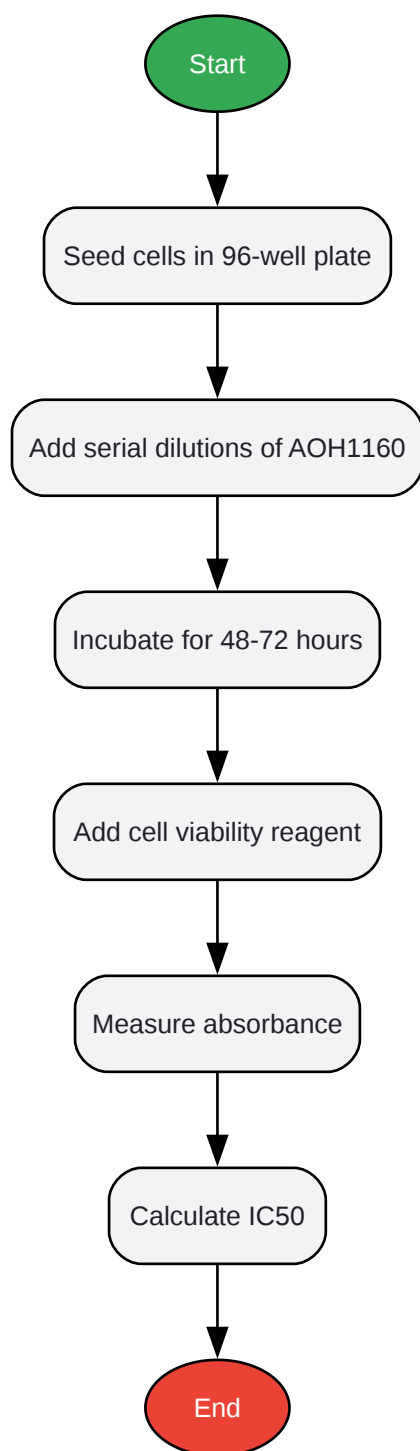 Start
Seed cells in 96-well plate
Add serial dilutions of AOH1160
Incubate for 48-72 hours
Add cell viability reagent
Measure absorbance
Calculate IC50
End